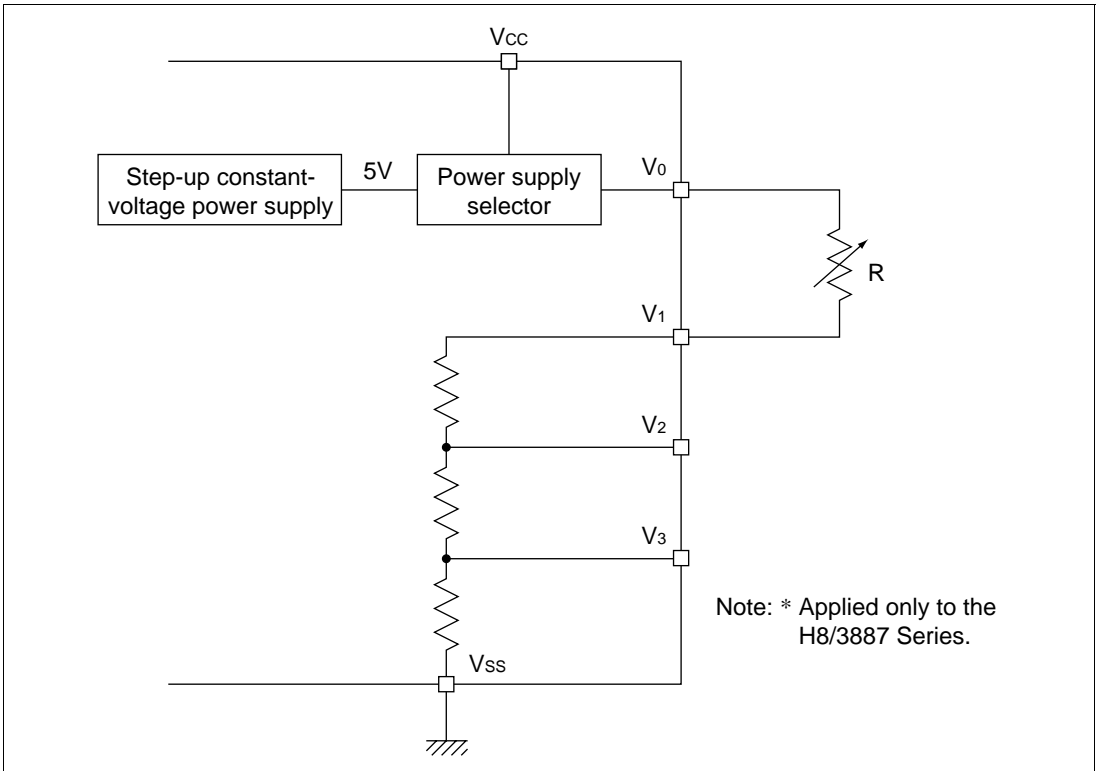 VCC
Step-up constant-
voltage power supply
5V
Power supply
selector
V0
R
V1
V2
V3
Note: * Applied only to the
H8/3887 Series.
VSS